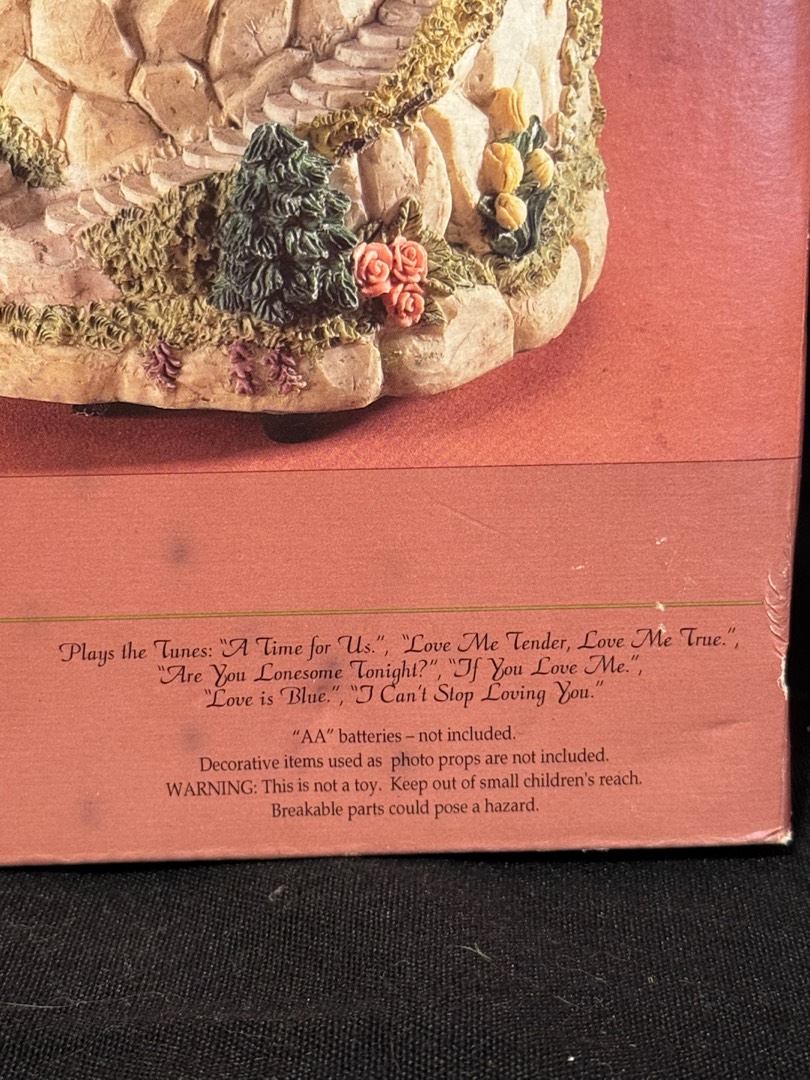 Plays the Tunes: "A Time for Us.", "Love Me Tender, Love Me True.",
"Are You Lonesome Tonight?", "If You Love Me.",
"Love is Blue.", "I Can't Stop Loving You."
"AA" batteries – not included.
Decorative items used as photo props are not included.
WARNING: This is not a toy. Keep out of small children's reach.
Breakable parts could pose a hazard.